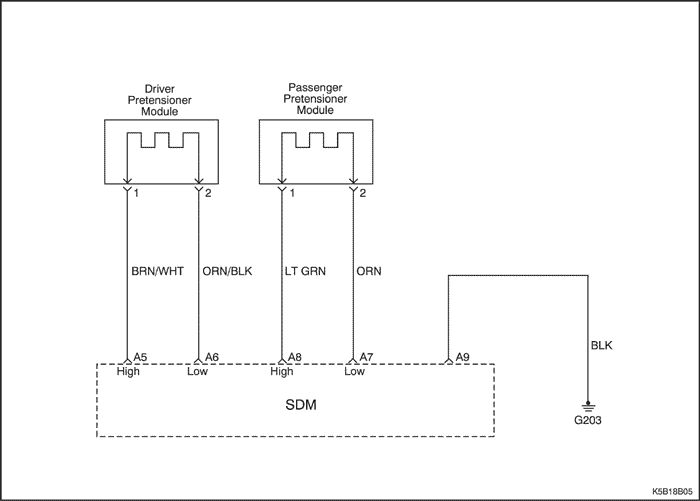 Driver
Pretensioner
Module
Passenger
Pretensioner
Module
1
2
1
2
BRN/WHT
ORN/BLK
LT GRN
ORN
BLK
A5
A6
A8
A7
A9
High
Low
High
Low
SDM
G203
K5B18B05